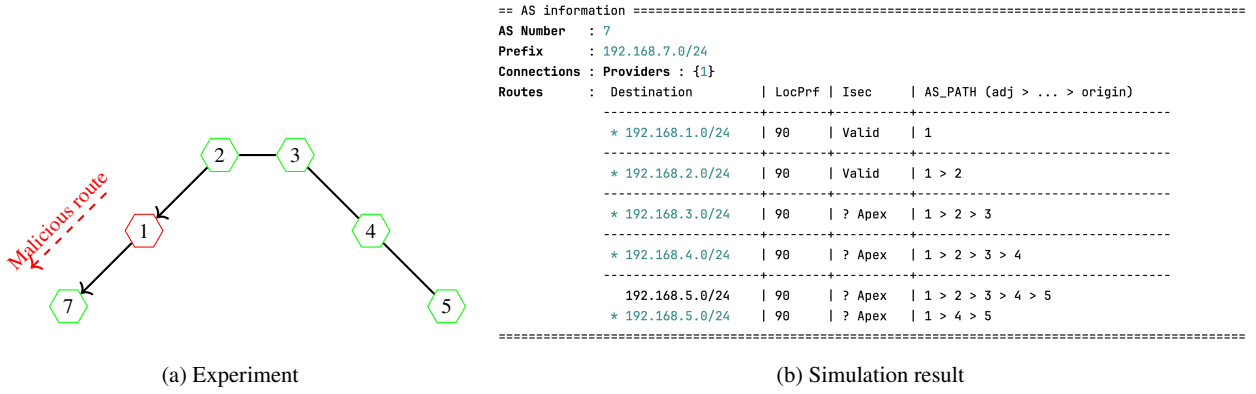 2
3
1
4
7
5
Malicious route
(a) Experiment
== AS information ==================================================================================
AS Number : 7
Prefix : 192.168.7.0/24
Connections : Providers : {1}
Routes : Destination | LocPrf | Isec | AS_PATH (adj > ... > origin)
---------------------+--------+----------+----------------------------------
* 192.168.1.0/24 | 90 | Valid | 1
---------------------+--------+----------+----------------------------------
* 192.168.2.0/24 | 90 | Valid | 1 > 2
---------------------+--------+----------+----------------------------------
* 192.168.3.0/24 | 90 | ? Apex | 1 > 2 > 3
---------------------+--------+----------+----------------------------------
* 192.168.4.0/24 | 90 | ? Apex | 1 > 2 > 3 > 4
---------------------+--------+----------+----------------------------------
192.168.5.0/24 | 90 | ? Apex | 1 > 2 > 3 > 4 > 5
* 192.168.5.0/24 | 90 | ? Apex | 1 > 4 > 5
====================================================================================================
(b) Simulation result